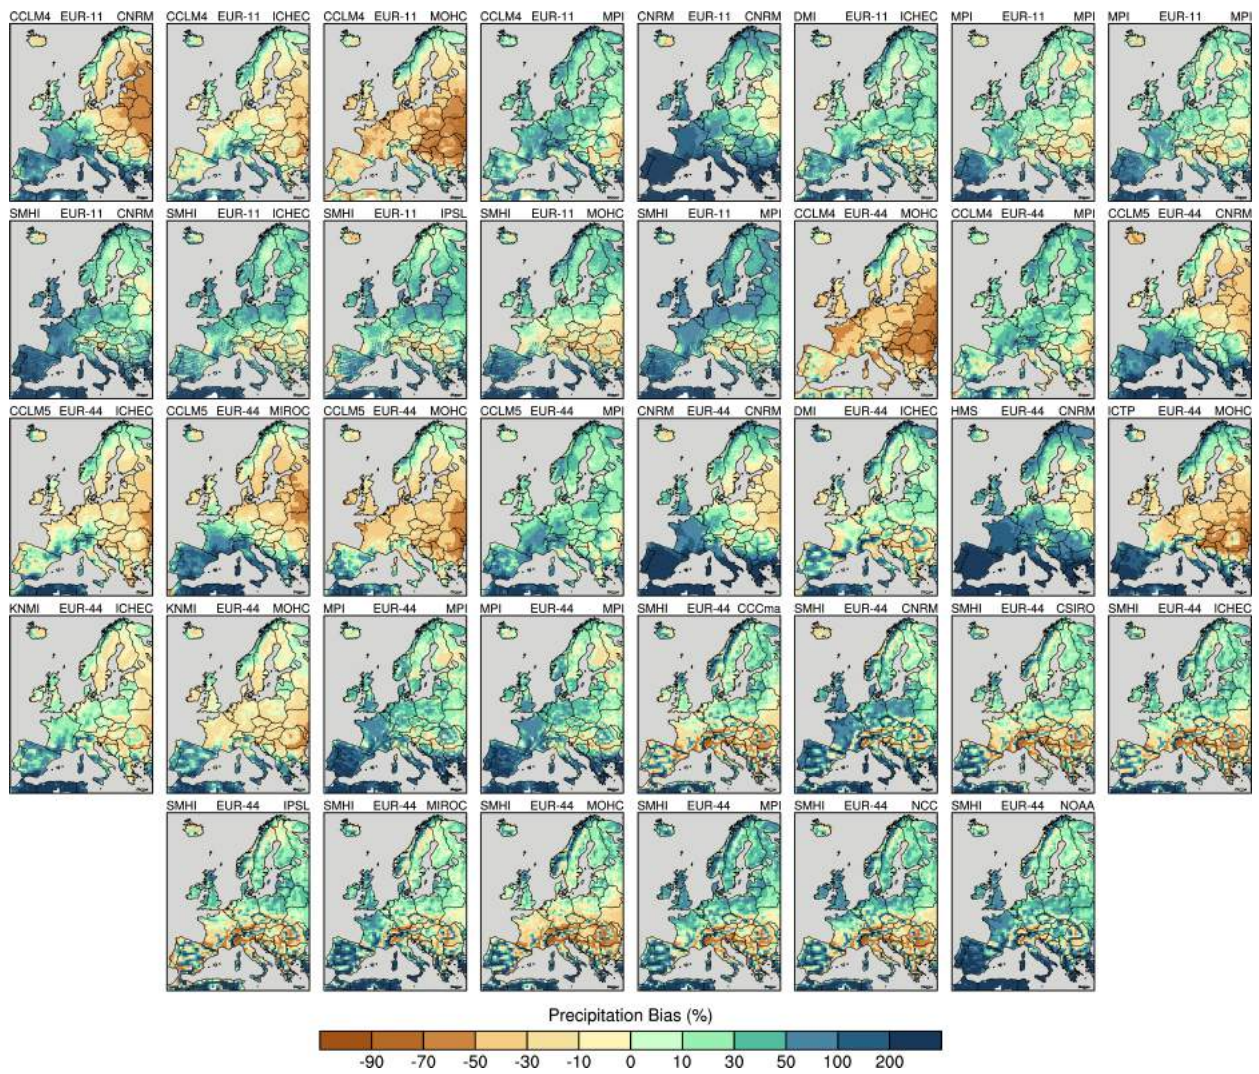 CCLM4 EUR-11 CNRM CCLM4 EUR-11 ICHEC CCLM4 EUR-11 MOHC CCLM4 EUR-11 MPI CNRM EUR-11 CNRM DMI EUR-11 ICHEC MPI EUR-11 MPI MPI EUR-11 MPI
SMHI EUR-11 CNRM SMHI EUR-11 ICHEC SMHI EUR-11 IPSL SMHI EUR-11 MOHC SMHI EUR-11 MPI CCLM4 EUR-44 MOHC CCLM4 EUR-44 MPI CCLM5 EUR-44 CNRM
CCLM5 EUR-44 ICHEC CCLM5 EUR-44 MIROC CCLM5 EUR-44 MOHC CCLM5 EUR-44 MPI CNRM EUR-44 CNRM DMI EUR-44 ICHEC HMS EUR-44 CNRM ICTP EUR-44 MOHC
KNMI EUR-44 ICHEC KNMI EUR-44 MOHC MPI EUR-44 MPI MPI EUR-44 MPI SMHI EUR-44 CCCma SMHI EUR-44 CNRM SMHI EUR-44 CSIRO SMHI EUR-44 ICHEC
SMHI EUR-44 IPSL SMHI EUR-44 MIROC SMHI EUR-44 MOHC SMHI EUR-44 MPI SMHI EUR-44 NCC SMHI EUR-44 NOAA
Precipitation Bias (%)
-90 -70 -50 -30 -10 0 10 30 50 100 200